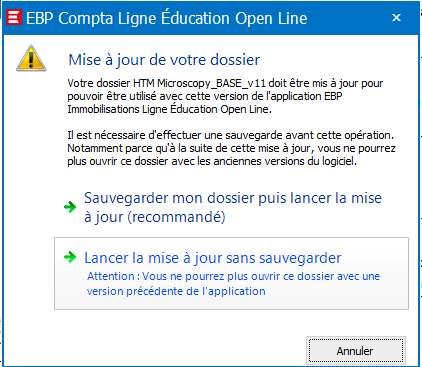 EBP Compta Ligne Éducation Open Line
Mise à jour de votre dossier
Votre dossier HTM Microscopy_BASE_v11 doit être mis à jour pour
pouvoir être utilisé avec cette version de l'application EBP
Immobilisations Ligne Éducation Open Line.
Il est nécessaire d'effectuer une sauvegarde avant cette opération.
Notamment parce qu'à la suite de cette mise à jour, vous ne pourrez
plus ouvrir ce dossier avec les anciennes versions du logiciel.
Sauvegarder mon dossier puis lancer la mise
à jour (recommandé)
Lancer la mise à jour sans sauvegarder
Attention : Vous ne pourrez plus ouvrir ce dossier avec une
version précédente de l'application
Annuler